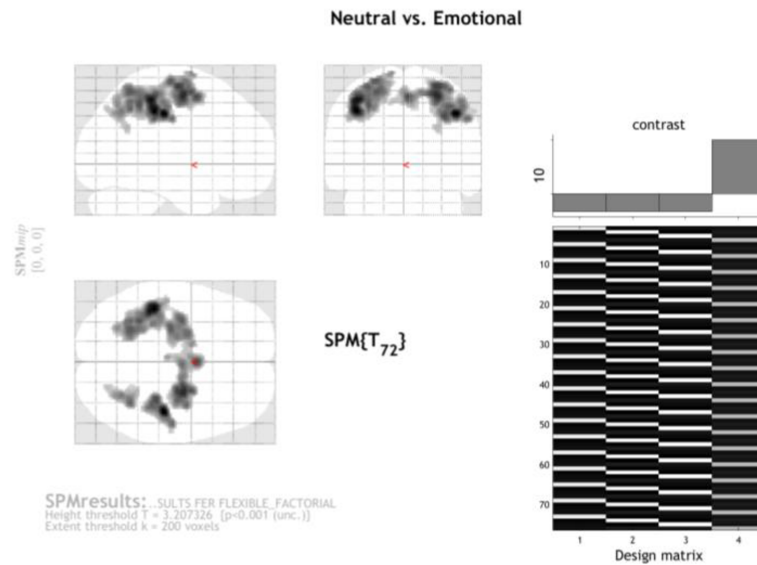 Neutral vs. Emotional
SPMmip
[0, 0, 0]
<
<
SPM{T72}
contrast
10
10
20
30
40
50
60
70
1 2 3 4
Design matrix
SPMresults: ..SULTS FER FLEXIBLE_FACTORIAL
Height threshold T = 3.207326 {p<0.001 (unc.)}
Extent threshold k = 200 voxels